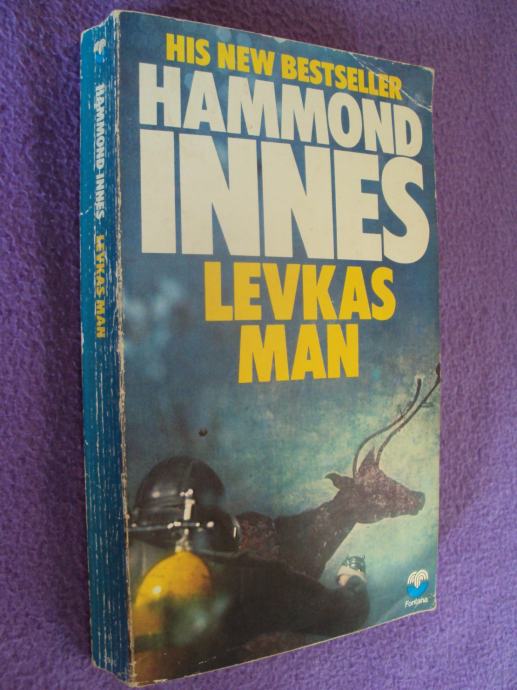 HIS NEW BESTSELLER
HAMMOND
INNES
LEVKAS
MAN
Fontana
HAMMOND INNES LEVKAS MAN